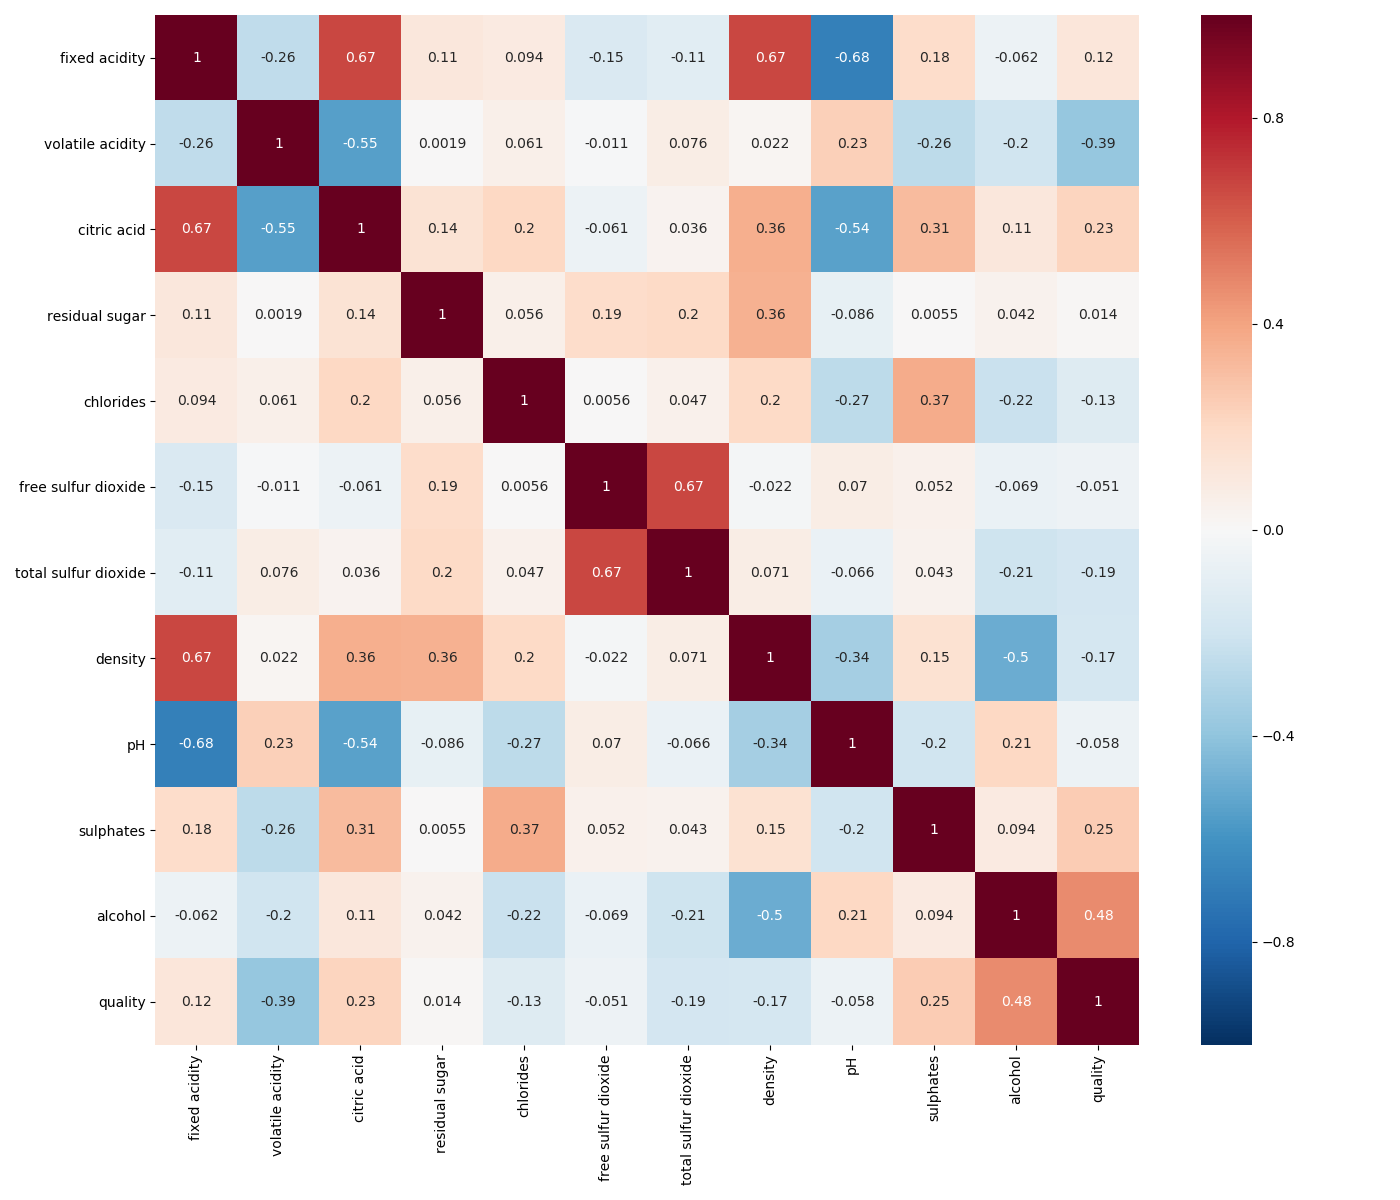 fixed acidity 1 -0.26 0.67 0.11 0.094 -0.15 -0.11 0.67 -0.68 0.18 -0.062 0.12
volatile acidity -0.26 1 -0.55 0.0019 0.061 -0.011 0.076 0.022 0.23 -0.26 -0.2 -0.39
citric acid 0.67 -0.55 1 0.14 0.2 -0.061 0.036 0.36 -0.54 0.31 0.11 0.23
residual sugar 0.11 0.0019 0.14 1 0.056 0.19 0.2 0.36 -0.086 0.0055 0.042 0.014
chlorides 0.094 0.061 0.2 0.056 1 0.0056 0.047 0.2 -0.27 0.37 -0.22 -0.13
free sulfur dioxide -0.15 -0.011 -0.061 0.19 0.0056 1 0.67 -0.022 0.07 0.052 -0.069 -0.051
total sulfur dioxide -0.11 0.076 0.036 0.2 0.047 0.67 1 0.071 -0.066 0.043 -0.21 -0.19
density 0.67 0.022 0.36 0.36 0.2 -0.022 0.071 1 -0.34 0.15 -0.5 -0.17
pH -0.68 0.23 -0.54 -0.086 -0.27 0.07 -0.066 -0.34 1 -0.2 0.21 -0.058
sulphates 0.18 -0.26 0.31 0.0055 0.37 0.052 0.043 0.15 -0.2 1 0.094 0.25
alcohol -0.062 -0.2 0.11 0.042 -0.22 -0.069 -0.21 -0.5 0.21 0.094 1 0.48
quality 0.12 -0.39 0.23 0.014 -0.13 -0.051 -0.19 -0.17 -0.058 0.25 0.48 1
fixed acidity
volatile acidity
citric acid
residual sugar
chlorides
free sulfur dioxide
total sulfur dioxide
density
pH
sulphates
alcohol
quality
0.8
0.4
0.0
−0.4
−0.8